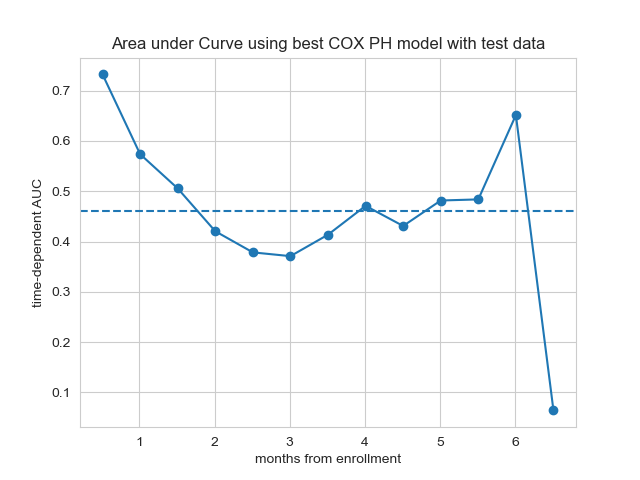 Area under Curve using best COX PH model with test data
time-dependent AUC
0.7
0.6
0.5
0.4
0.3
0.2
0.1
1 2 3 4 5 6
months from enrollment